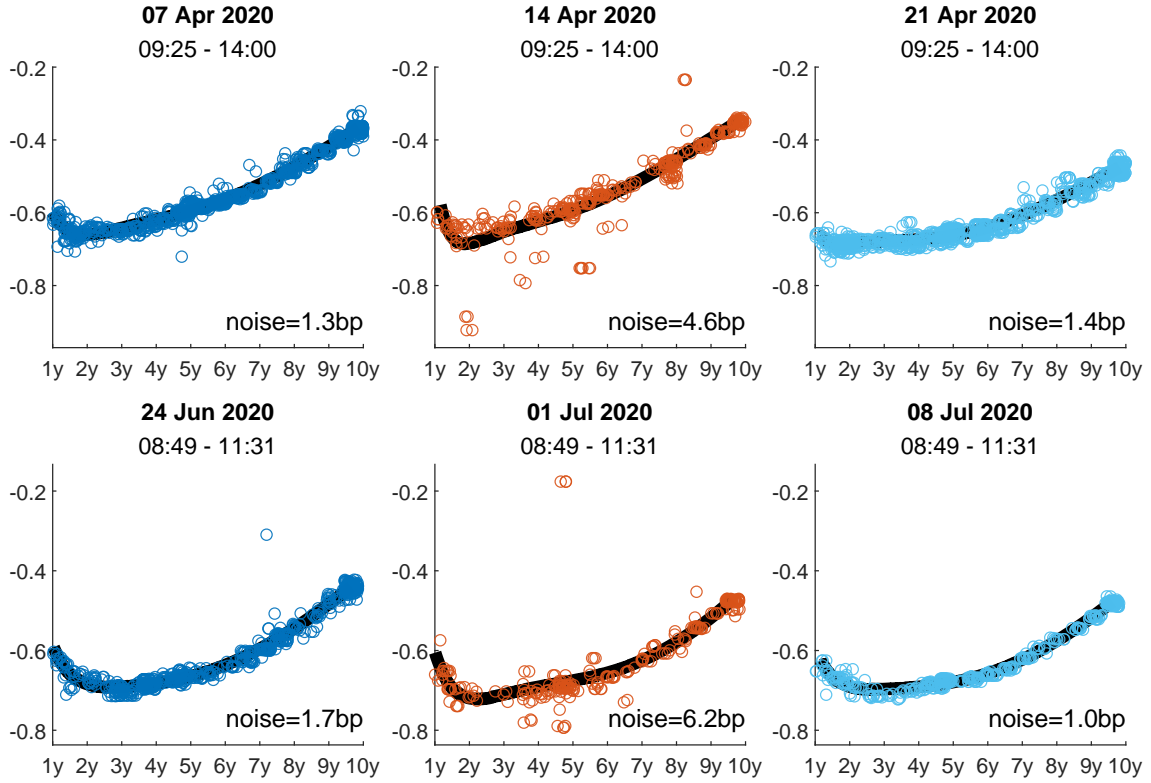 07 Apr 2020
09:25 - 14:00
-0.2
-0.4
-0.6
-0.8
noise=1.3bp
1y 2y 3y 4y 5y 6y 7y 8y 9y 10y
14 Apr 2020
09:25 - 14:00
-0.2
-0.4
-0.6
-0.8
noise=4.6bp
1y 2y 3y 4y 5y 6y 7y 8y 9y 10y
21 Apr 2020
09:25 - 14:00
-0.2
-0.4
-0.6
-0.8
noise=1.4bp
1y 2y 3y 4y 5y 6y 7y 8y 9y 10y
24 Jun 2020
08:49 - 11:31
-0.2
-0.4
-0.6
-0.8
noise=1.7bp
1y 2y 3y 4y 5y 6y 7y 8y 9y 10y
01 Jul 2020
08:49 - 11:31
-0.2
-0.4
-0.6
-0.8
noise=6.2bp
1y 2y 3y 4y 5y 6y 7y 8y 9y 10y
08 Jul 2020
08:49 - 11:31
-0.2
-0.4
-0.6
-0.8
noise=1.0bp
1y 2y 3y 4y 5y 6y 7y 8y 9y 10y